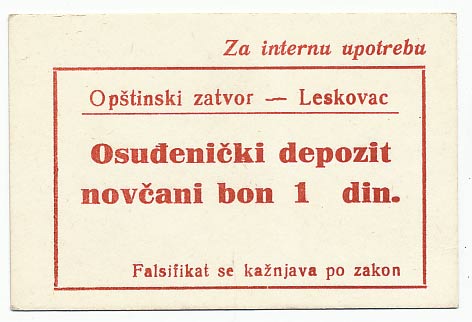 Za internu upotrebu
Opštinski zatvor — Leskovac
Osuđenički depozit
novčani bon 1 din.
Falsifikat se kažnjava po zakon